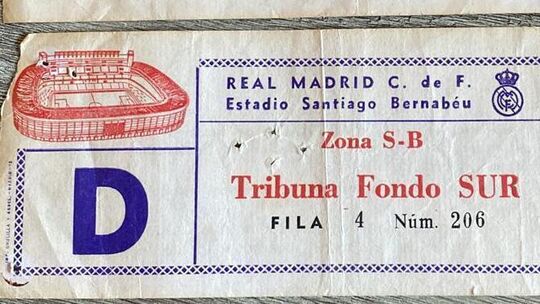 REAL MADRID C. de F.
Estadio Santiago Bernabéu
Zona S-B
D
Tribuna Fondo SUR
FILA 4 Núm. 206